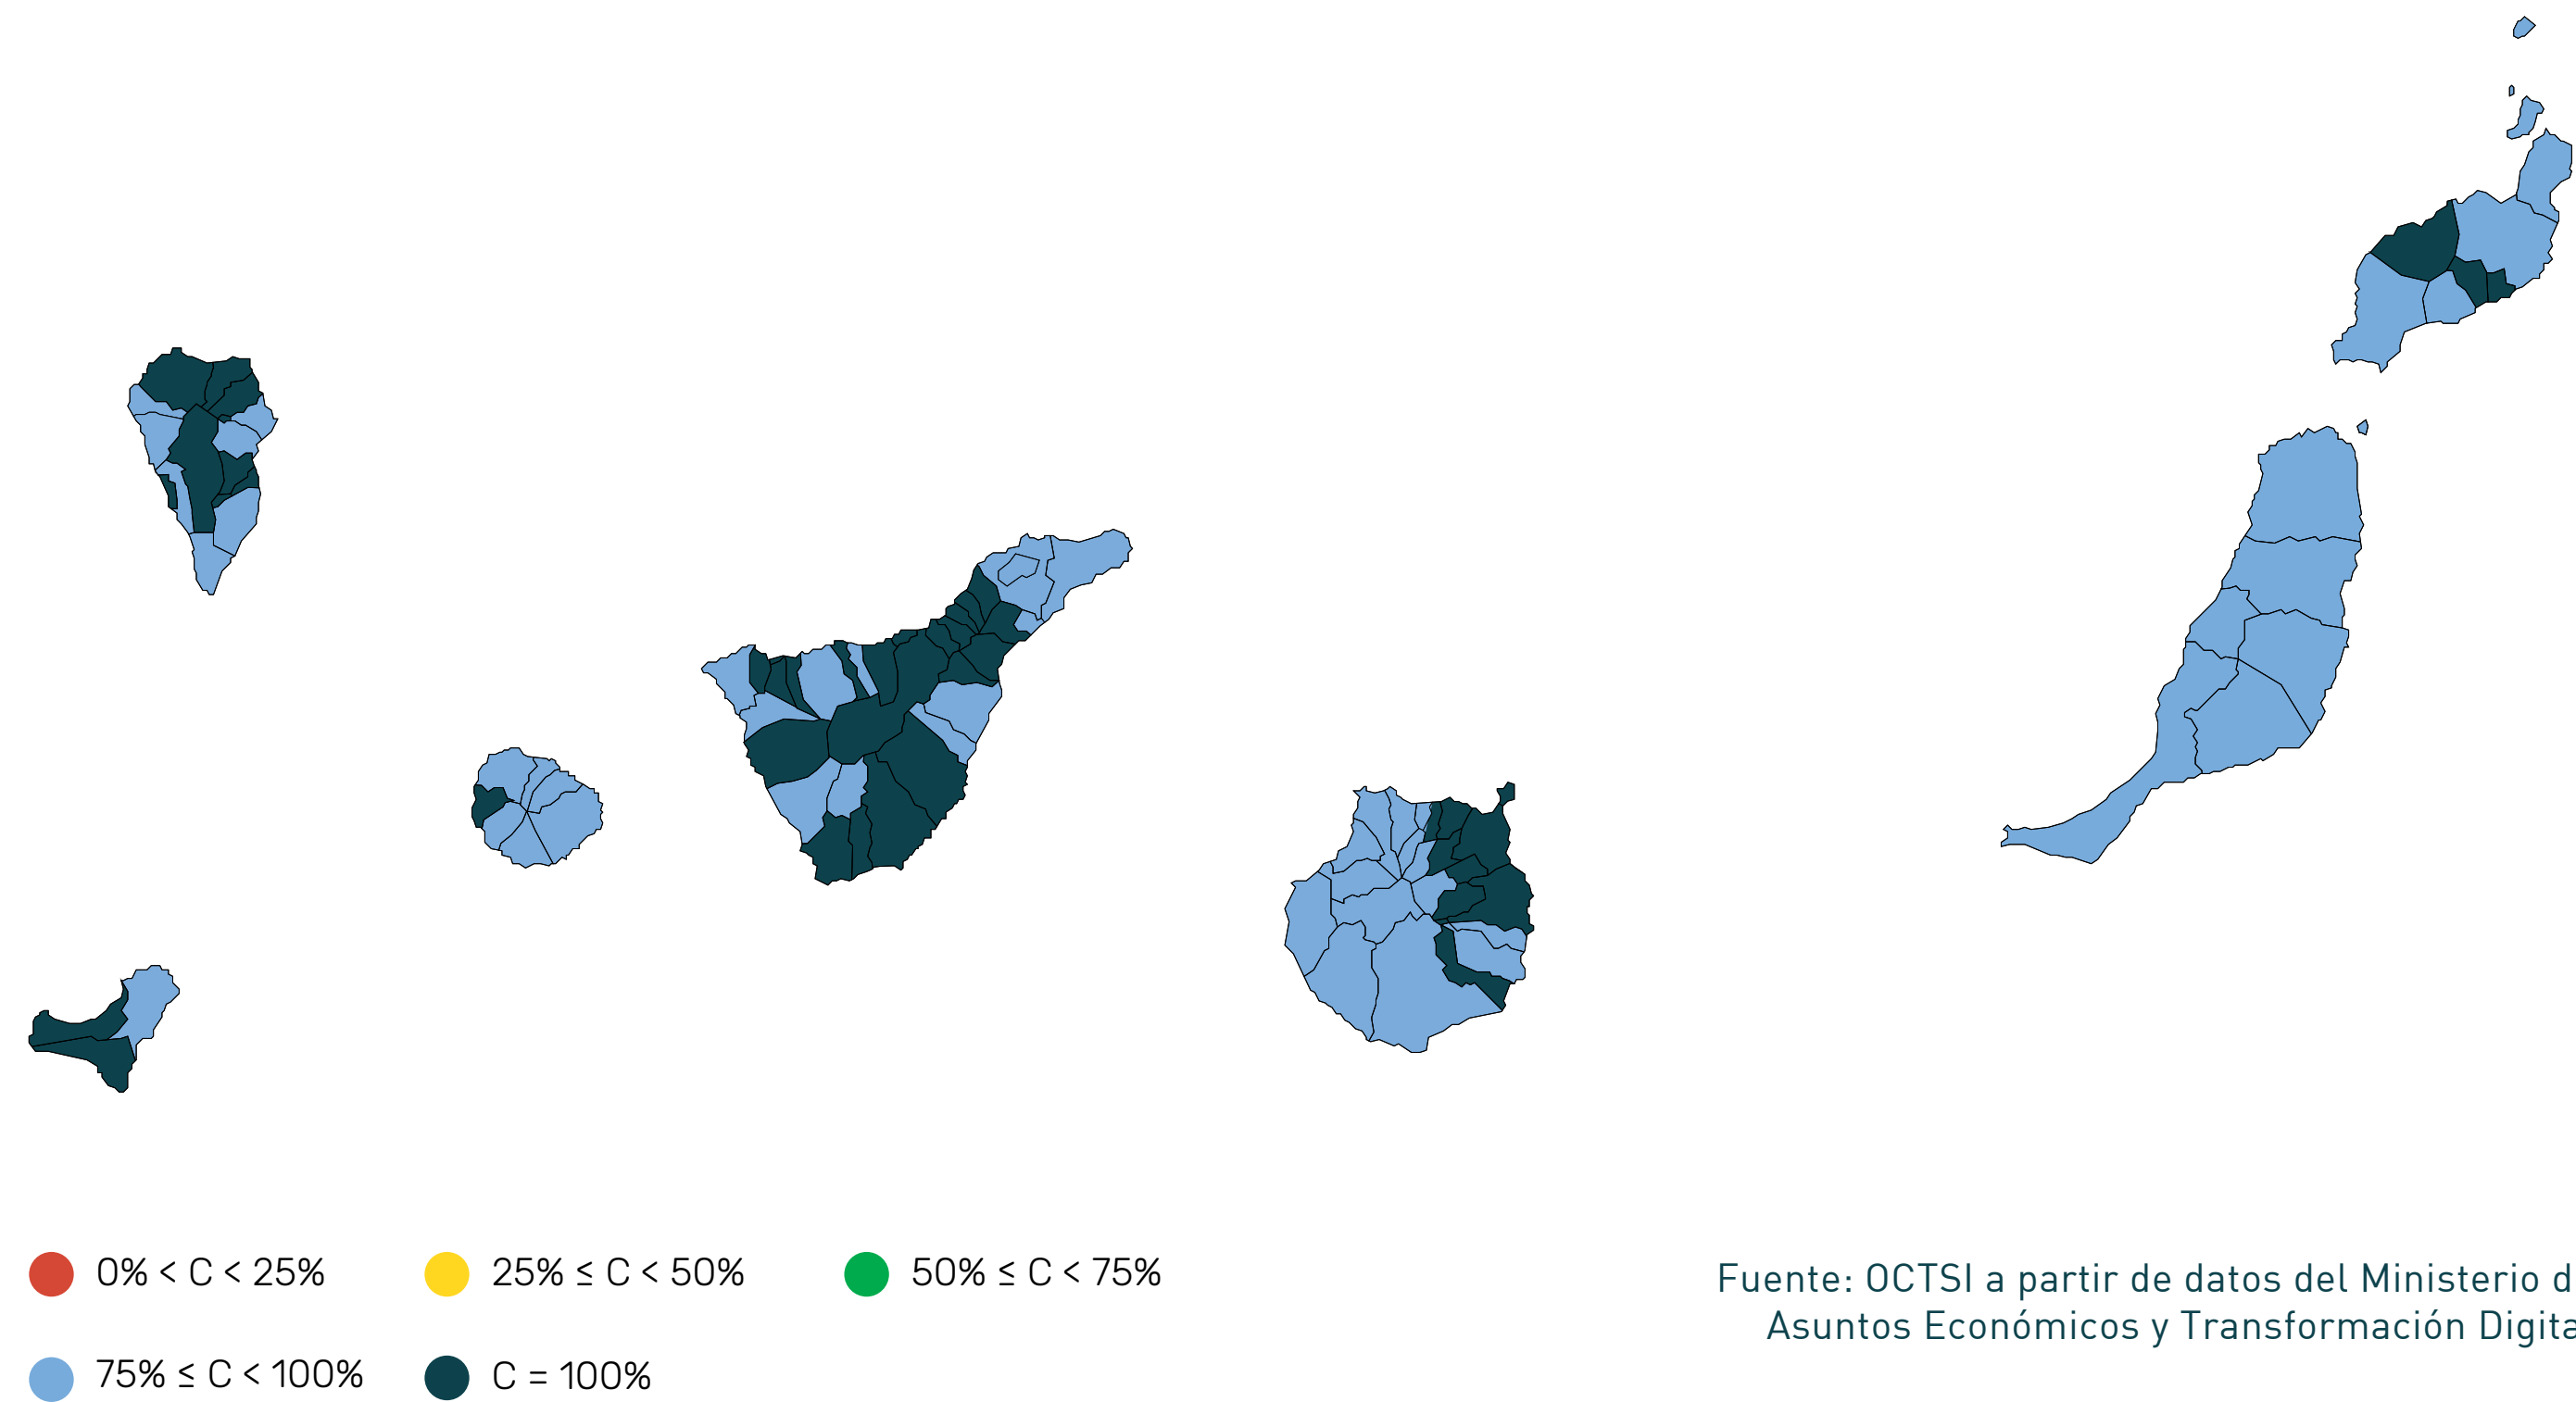 0% < C < 25%
25% ≤ C < 50%
50% ≤ C < 75%
75% ≤ C < 100%
C = 100%
Fuente: OCTSI a partir de datos del Ministerio d
Asuntos Económicos y Transformación Digita